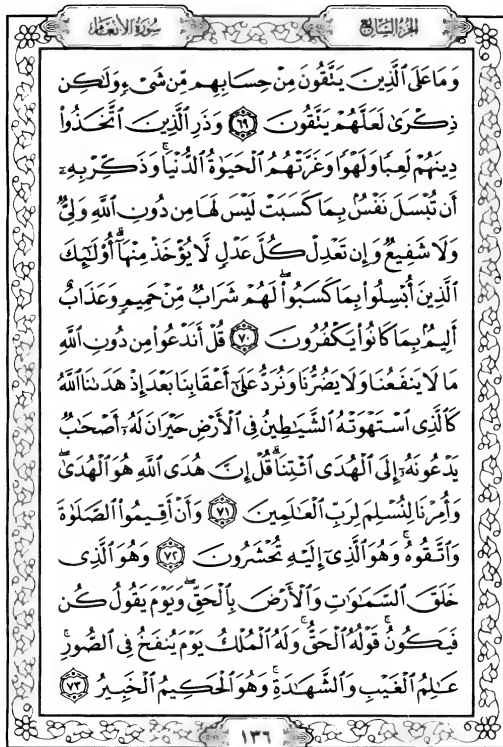 سورة الأنعام
الجزء السابع
وَمَا عَلَى ٱلَّذِينَ يَتَّقُونَ مِنْ حِسَابِهِم مِّن شَىْءٍ وَلَٰكِن
ذِكْرَىٰ لَعَلَّهُمْ يَتَّقُونَ ٦٩ وَذَرِ ٱلَّذِينَ ٱتَّخَذُوا۟
دِينَهُمْ لَعِبًا وَلَهْوًا وَغَرَّتْهُمُ ٱلْحَيَوٰةُ ٱلدُّنْيَا ۚ وَذَكِّرْ بِهِۦٓ
أَن تُبْسَلَ نَفْسٌۢ بِمَا كَسَبَتْ لَيْسَ لَهَا مِن دُونِ ٱللَّهِ وَلِىٌّ
وَلَا شَفِيعٌ وَإِن تَعْدِلْ كُلَّ عَدْلٍ لَّا يُؤْخَذْ مِنْهَآ ۗ أُو۟لَٰٓئِكَ
ٱلَّذِينَ أُبْسِلُوا۟ بِمَا كَسَبُوا۟ ۖ لَهُمْ شَرَابٌ مِّنْ حَمِيمٍ وَعَذَابٌ
أَلِيمٌۢ بِمَا كَانُوا۟ يَكْفُرُونَ ٧٠ قُلْ أَنَدْعُوا۟ مِن دُونِ ٱللَّهِ
مَا لَا يَنفَعُنَا وَلَا يَضُرُّنَا وَنُرَدُّ عَلَىٰٓ أَعْقَابِنَا بَعْدَ إِذْ هَدَىٰنَا ٱللَّهُ
كَٱلَّذِى ٱسْتَهْوَتْهُ ٱلشَّيَٰطِينُ فِى ٱلْأَرْضِ حَيْرَانَ لَهُۥٓ أَصْحَٰبٌ
يَدْعُونَهُۥٓ إِلَى ٱلْهُدَى ٱئْتِنَا ۗ قُلْ إِنَّ هُدَى ٱللَّهِ هُوَ ٱلْهُدَىٰ ۖ
وَأُمِرْنَا لِنُسْلِمَ لِرَبِّ ٱلْعَٰلَمِينَ ٧١ وَأَنْ أَقِيمُوا۟ ٱلصَّلَوٰةَ
وَٱتَّقُوهُ ۚ وَهُوَ ٱلَّذِىٓ إِلَيْهِ تُحْشَرُونَ ٧٢ وَهُوَ ٱلَّذِى
خَلَقَ ٱلسَّمَٰوَٰتِ وَٱلْأَرْضَ بِٱلْحَقِّ ۖ وَيَوْمَ يَقُولُ كُن
فَيَكُونُ ۚ قَوْلُهُ ٱلْحَقُّ ۚ وَلَهُ ٱلْمُلْكُ يَوْمَ يُنفَخُ فِى ٱلصُّورِ ۚ
عَٰلِمُ ٱلْغَيْبِ وَٱلشَّهَٰدَةِ ۚ وَهُوَ ٱلْحَكِيمُ ٱلْخَبِيرُ ٧٣
١٣٦